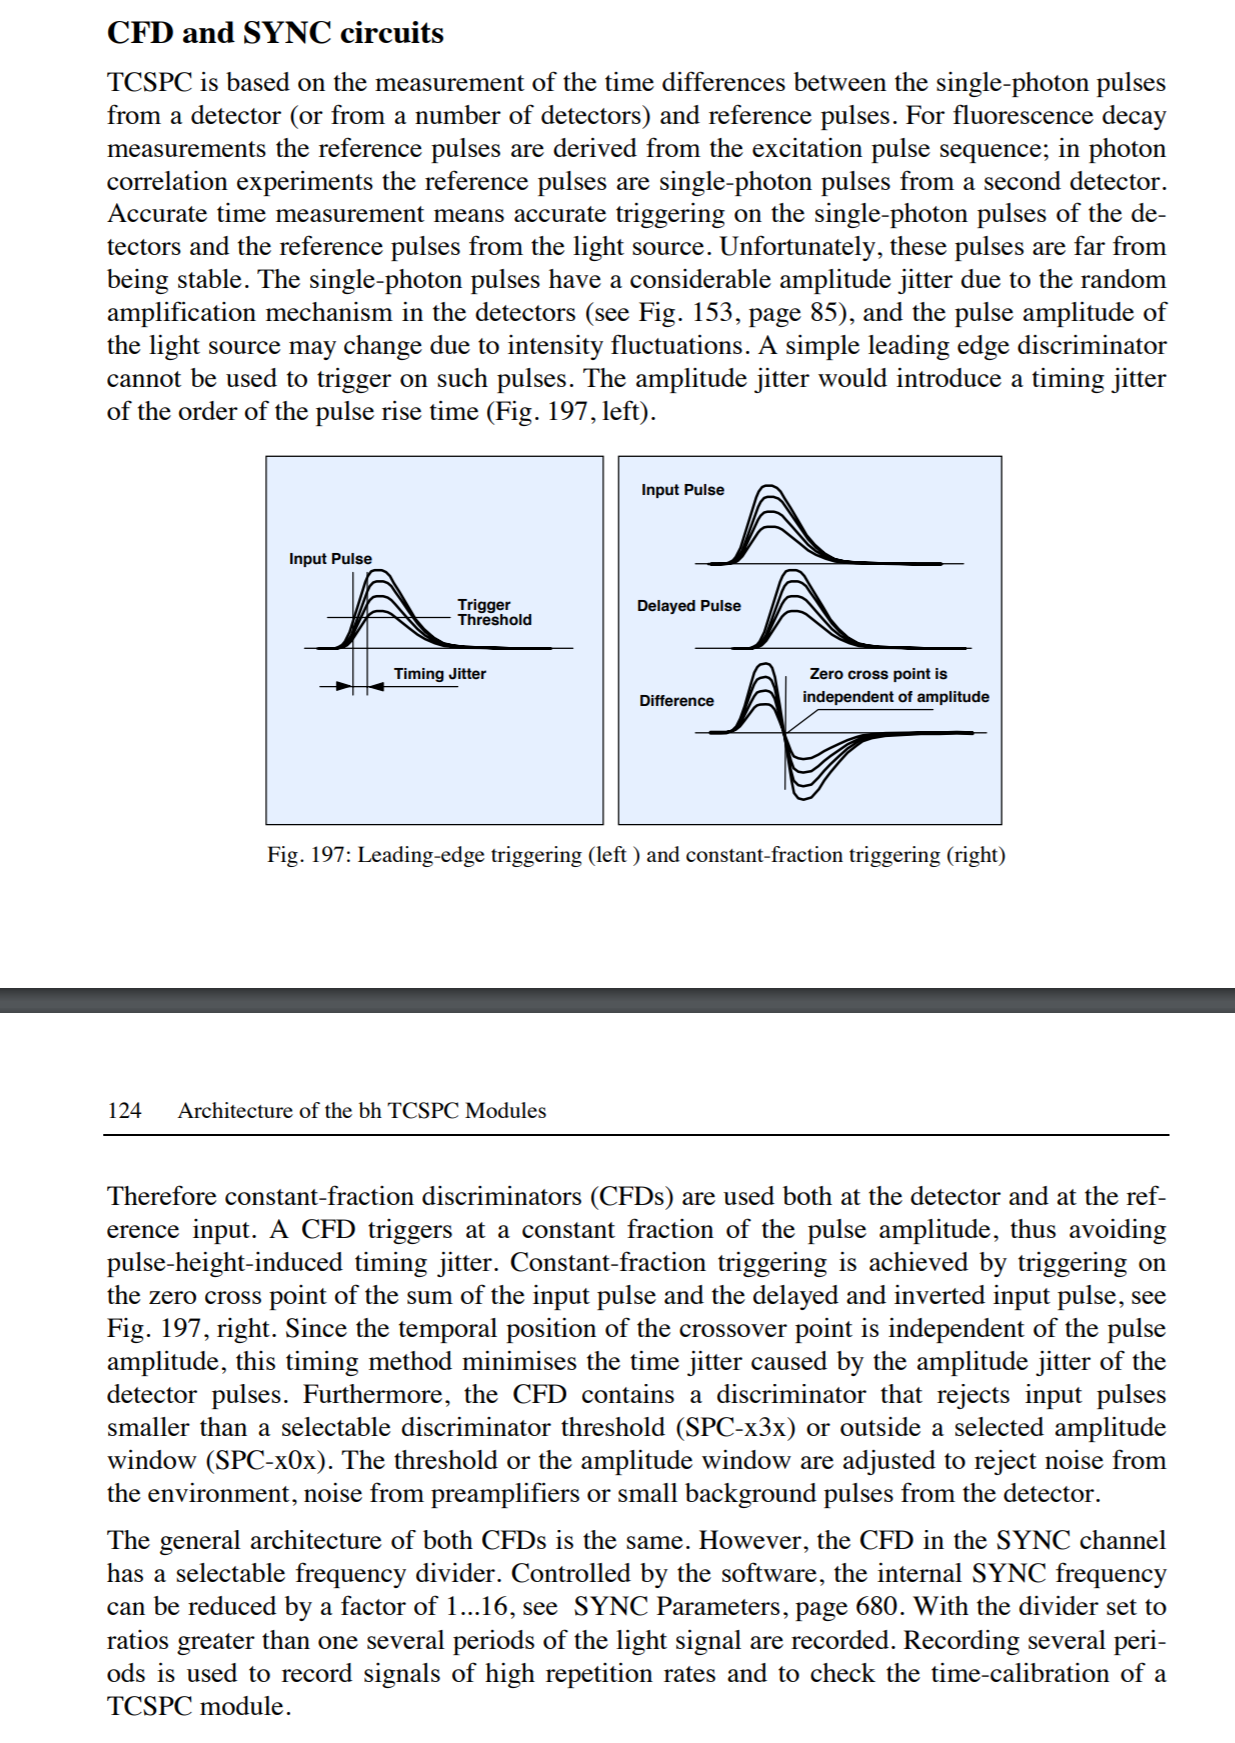 CFD and SYNC circuits
TCSPC is based on the measurement of the time differences between the single-photon pulses
from a detector (or from a number of detectors) and reference pulses. For fluorescence decay
measurements the reference pulses are derived from the excitation pulse sequence; in photon
correlation experiments the reference pulses are single-photon pulses from a second detector.
Accurate time measurement means accurate triggering on the single-photon pulses of the de-
tectors and the reference pulses from the light source. Unfortunately, these pulses are far from
being stable. The single-photon pulses have a considerable amplitude jitter due to the random
amplification mechanism in the detectors (see Fig. 153, page 85), and the pulse amplitude of
the light source may change due to intensity fluctuations. A simple leading edge discriminator
cannot be used to trigger on such pulses. The amplitude jitter would introduce a timing jitter
of the order of the pulse rise time (Fig. 197, left).
Input Pulse
Trigger
Threshold
Timing Jitter
Input Pulse
Delayed Pulse
Zero cross point is
independent of amplitude
Difference
Fig. 197: Leading-edge triggering (left ) and constant-fraction triggering (right)
124 Architecture of the bh TCSPC Modules
Therefore constant-fraction discriminators (CFDs) are used both at the detector and at the ref-
erence input. A CFD triggers at a constant fraction of the pulse amplitude, thus avoiding
pulse-height-induced timing jitter. Constant-fraction triggering is achieved by triggering on
the zero cross point of the sum of the input pulse and the delayed and inverted input pulse, see
Fig. 197, right. Since the temporal position of the crossover point is independent of the pulse
amplitude, this timing method minimises the time jitter caused by the amplitude jitter of the
detector pulses. Furthermore, the CFD contains a discriminator that rejects input pulses
smaller than a selectable discriminator threshold (SPC-x3x) or outside a selected amplitude
window (SPC-x0x). The threshold or the amplitude window are adjusted to reject noise from
the environment, noise from preamplifiers or small background pulses from the detector.
The general architecture of both CFDs is the same. However, the CFD in the SYNC channel
has a selectable frequency divider. Controlled by the software, the internal SYNC frequency
can be reduced by a factor of 1...16, see SYNC Parameters, page 680. With the divider set to
ratios greater than one several periods of the light signal are recorded. Recording several peri-
ods is used to record signals of high repetition rates and to check the time-calibration of a
TCSPC module.